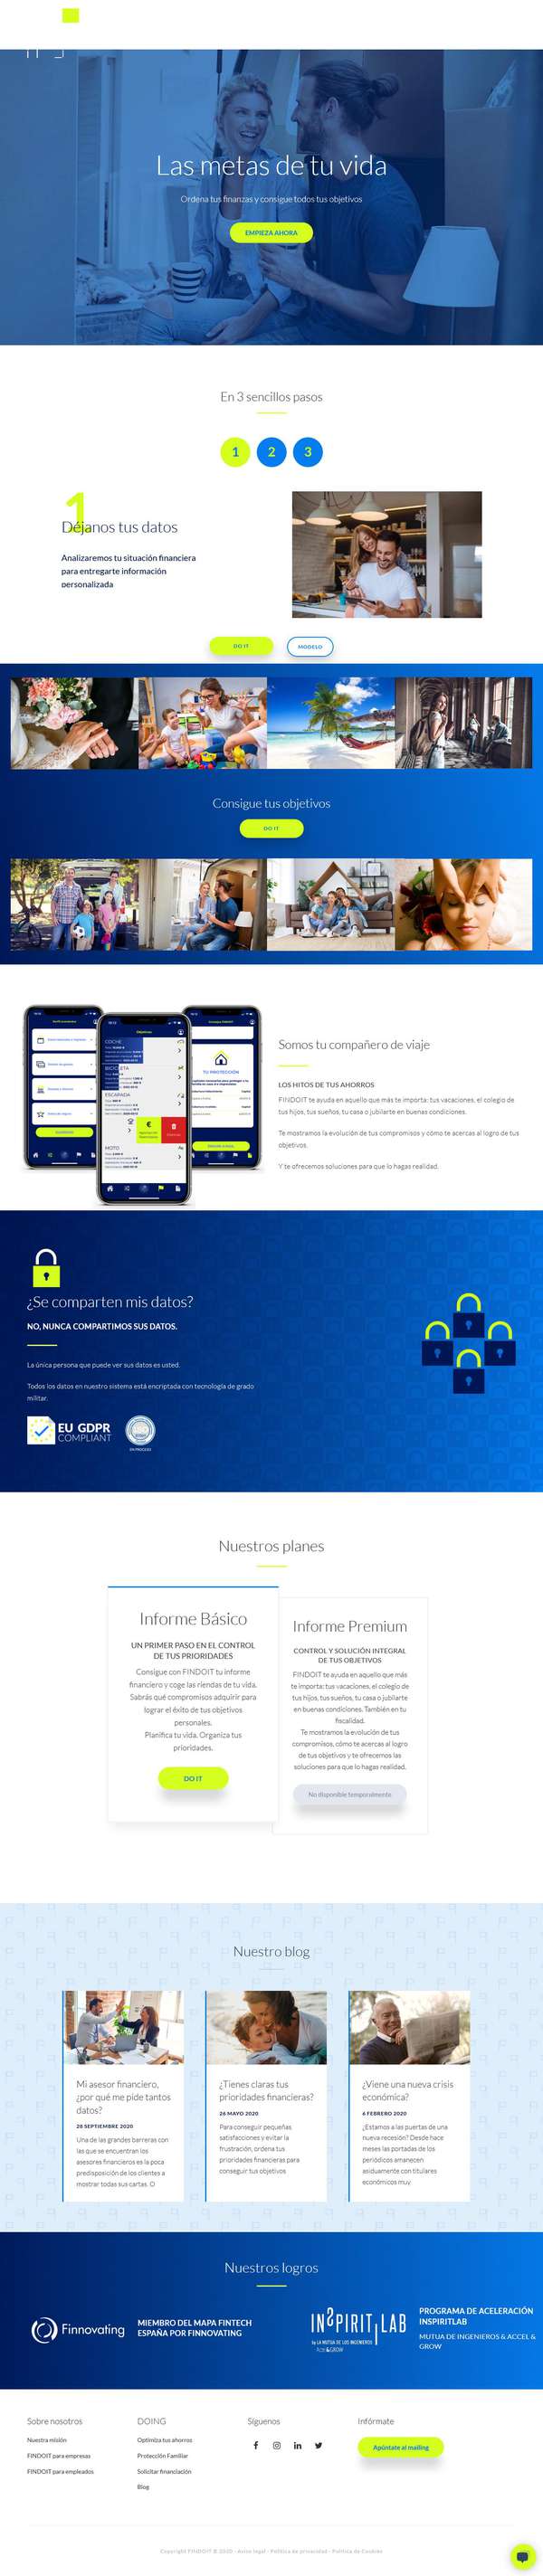 Las metas de tu vida
Ordena tus finanzas y consigue todos tus objetivos
EMPIEZA AHORA
En 3 sencillos pasos
1 2 3
1
Déjanos tus datos
Analizaremos tu situación financiera
para entregarte información
personalizada
DO IT
MODELO
Consigue tus objetivos
DO IT
COCHE
BICICLETA
ESCAPADA
MOTO
TU PROTECCIÓN
Somos tu compañero de viaje
LOS HITOS DE TUS AHORROS
FINDOIT te ayuda en aquello que más te importa: tus vacaciones, el colegio de
tus hijos, tus sueños, tu casa o jubilarte en buenas condiciones.
Te mostramos la evolución de tus compromisos y cómo te acercas al logro de tus
objetivos.
Y te ofrecemos soluciones para que lo hagas realidad.
¿Se comparten mis datos?
NO, NUNCA COMPARTIMOS SUS DATOS.
La única persona que puede ver sus datos es usted.
Todos los datos en nuestro sistema está encriptada con tecnología de grado
militar.
EU GDPR
COMPLIANT
EN PROCESO
Nuestros planes
Informe Básico
UN PRIMER PASO EN EL CONTROL
DE TUS PRIORIDADES
Consigue con FINDOIT tu informe
financiero y coge las riendas de tu vida.
Sabrás qué compromisos adquirir para
lograr el éxito de tus objetivos
personales.
Planifica tu vida. Organiza tus
prioridades.
DO IT
Informe Premium
CONTROL Y SOLUCIÓN INTEGRAL
DE TUS OBJETIVOS
FINDOIT te ayuda en aquello que más
te importa: tus vacaciones, el colegio de
tus hijos, tus sueños, tu casa o jubilarte
en buenas condiciones. También en tu
fiscalidad.
Te mostramos la evolución de tus
compromisos, cómo te acercas al logro
de tus objetivos y te ofrecemos las
soluciones para que lo hagas realidad.
No disponible temporalmente
Nuestro blog
Mi asesor financiero,
¿por qué me pide tantos
datos?
28 SEPTIEMBRE 2020
Una de las grandes barreras con
las que se encuentran los
asesores financieros es la poca
predisposición de los clientes a
mostrar todas sus cartas. O
¿Tienes claras tus
prioridades financieras?
26 MAYO 2020
Para conseguir pequeñas
satisfacciones y evitar la
frustración, ordena tus
prioridades financieras para
conseguir tus objetivos
¿Viene una nueva crisis
económica?
6 FEBRERO 2020
¿Estamos a las puertas de una
nueva recesión? Desde hace
meses las portadas de los
periódicos amanecen
asiduamente con titulares
económicos muy
Nuestros logros
Finnovating
MIEMBRO DEL MAPA FINTECH
ESPAÑA POR FINNOVATING
INSPIRIT LAB
by LA MUTUA DE LOS INGENIEROS
Accel &GROW
PROGRAMA DE ACELERACIÓN
INSPIRITLAB
MUTUA DE INGENIEROS & ACCEL &
GROW
Sobre nosotros
Nuestra misión
FINDOIT para empresas
FINDOIT para empleados
DOING
Optimiza tus ahorros
Protección Familiar
Solicitar financiación
Blog
Síguenos
Infórmate
Apúntate al mailing
Copyright FINDOIT © 2020 - Aviso legal - Política de privacidad - Política de Cookies